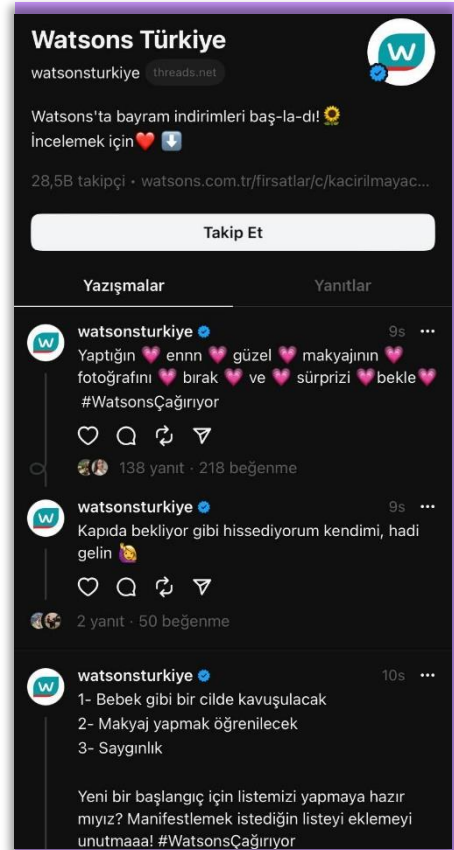 Watsons Türkiye
watsonsturkiye threads.net
W
Watsons'ta bayram indirimleri baş-la-dı!🌻
İncelemek için❤️ ⬇️
28,5B takipçi • watsons.com.tr/firsatlar/c/kacirilmayac...
Takip Et
Yazışmalar Yanıtlar
W
watsonsturkiye 9s
Yaptığın 💗 ennn 💗 güzel 💗 makyajının 💗
fotoğrafını 💗 bırak 💗 ve 💗 sürprizi 💗bekle💗
#WatsonsÇağırıyor
138 yanıt · 218 beğenme
W
watsonsturkiye 9s
Kapıda bekliyor gibi hissediyorum kendimi, hadi
gelin 🙋
2 yanıt · 50 beğenme
W
watsonsturkiye 10s
1- Bebek gibi bir cilde kavuşulacak
2- Makyaj yapmak öğrenilecek
3- Saygınlık
Yeni bir başlangıç için listemizi yapmaya hazır
mıyız? Manifestlemek istediğin listeyi eklemeyi
unutmaaa! #WatsonsÇağırıyor